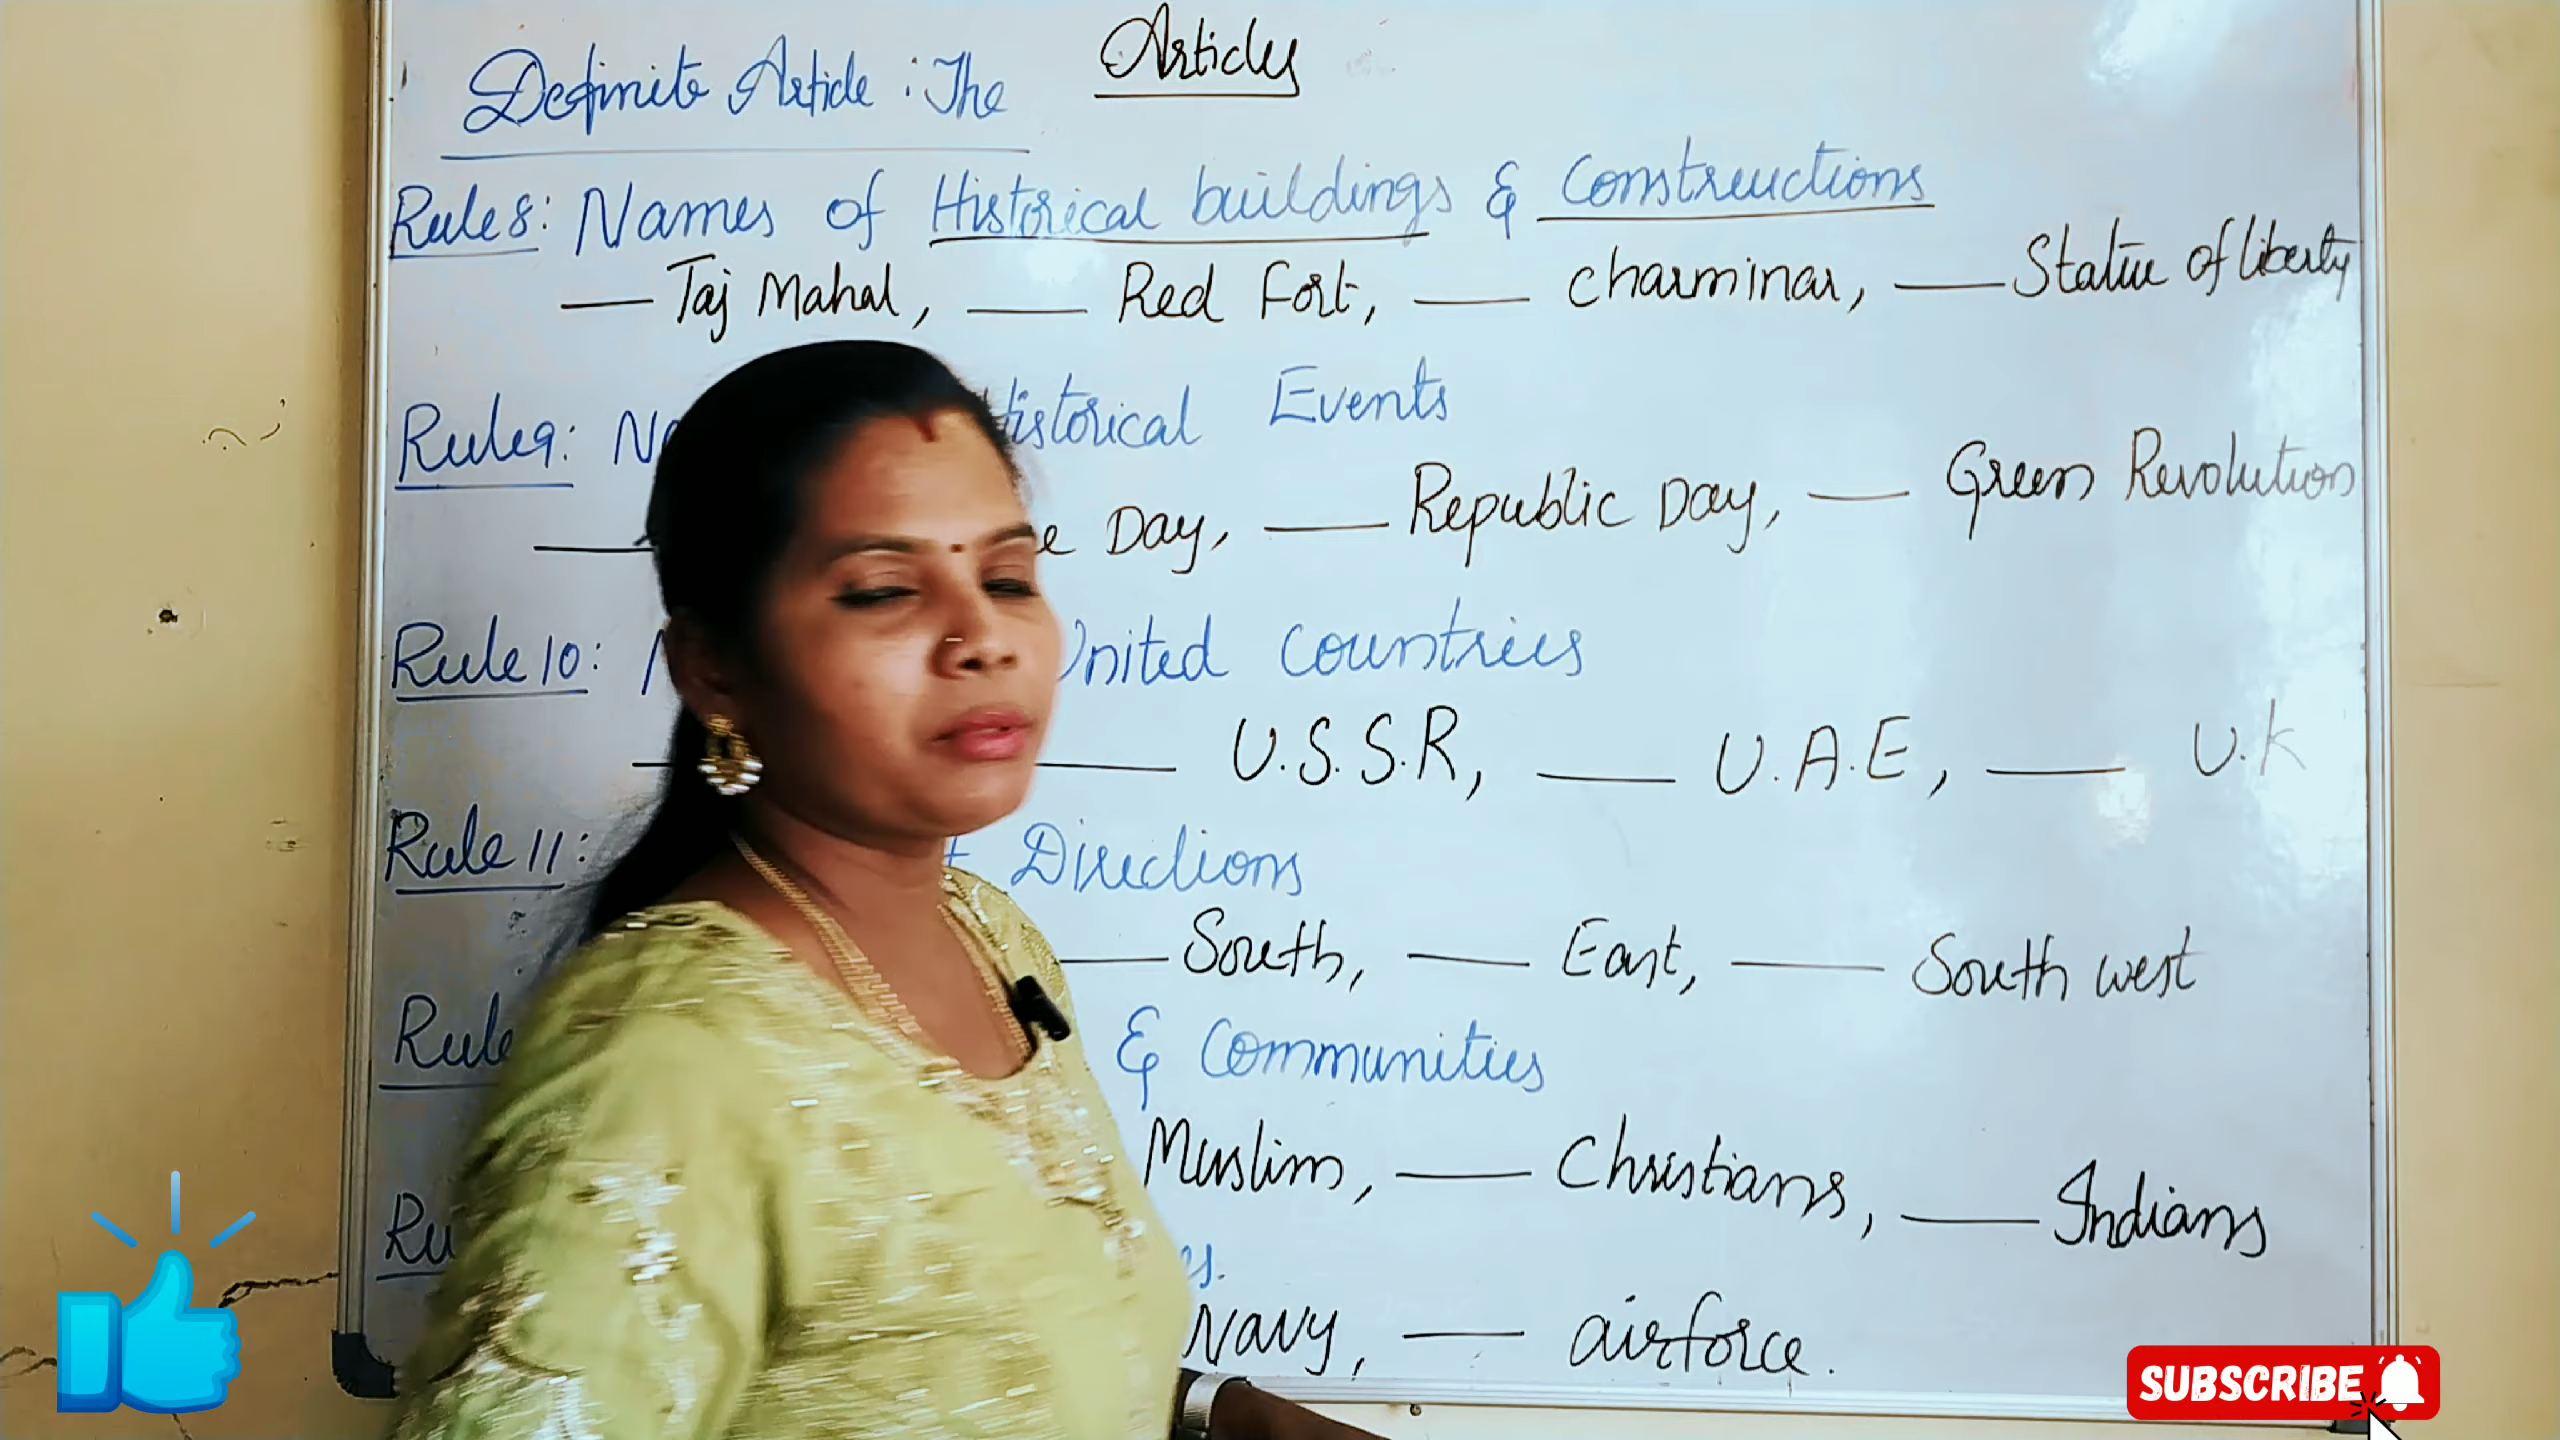 Articles
Definite Article : The
Rule 8: Names of Historical buildings & Constructions
— Taj Mahal, — Red Fort, — Charminar, — Statue of liberty
Rule 9: Historical Events
— Day, — Republic Day, — Green Revolution
Rule 10: United Countries
— — U.S.S.R, — U.A.E, — U.K
Rule 11: Directions
— South, — East, — South west
Rule & Communities
Muslim, — Christians, — Indians
Navy, — airforce.
SUBSCRIBE